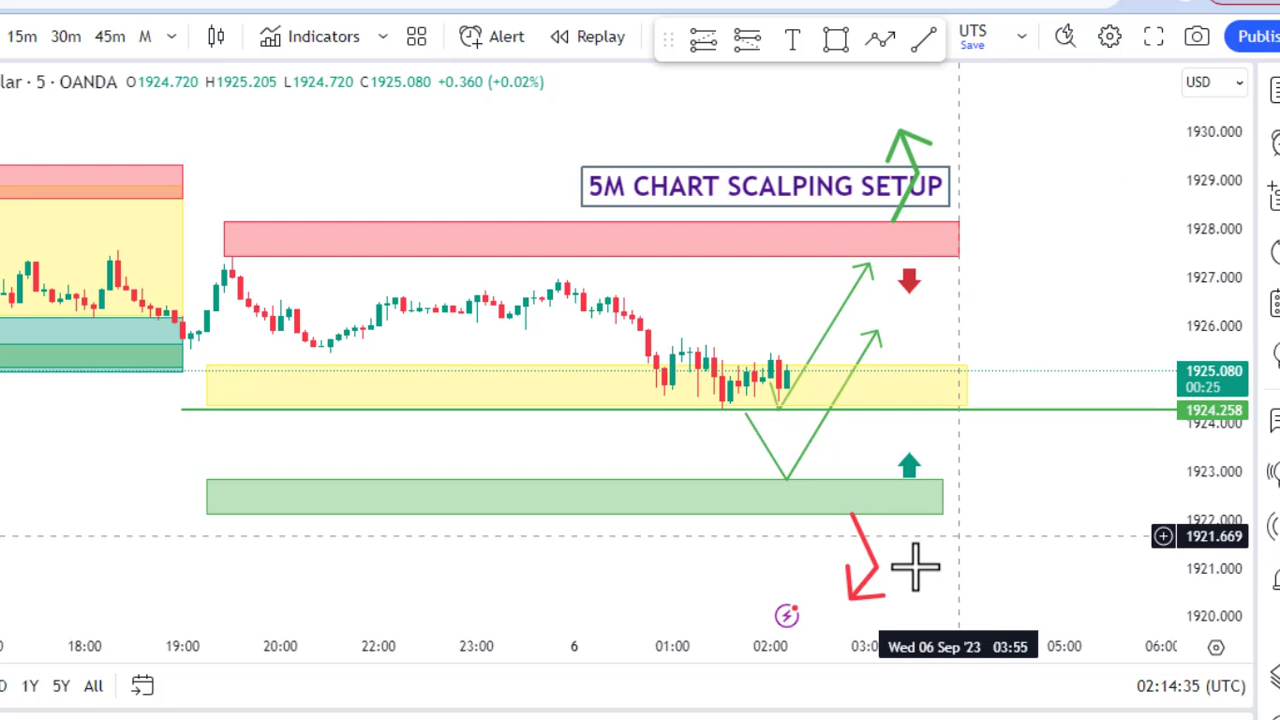 15m 30m 45m M Indicators Alert Replay T UTS Publis
Save
lar · 5 · OANDA O1924.720 H1925.205 L1924.720 C1925.080 +0.360 (+0.02%) USD
1930.000
5M CHART SCALPING SETUP
1929.000
1928.000
1927.000
1926.000
1925.080
00:25
1924.258
1924.000
1923.000
1922.000
1921.669
1921.000
1920.000
0 18:00 19:00 20:00 22:00 23:00 6 01:00 02:00 03:0 Wed 06 Sep '23 03:55 05:00 06:00
D 1Y 5Y All 02:14:35 (UTC)